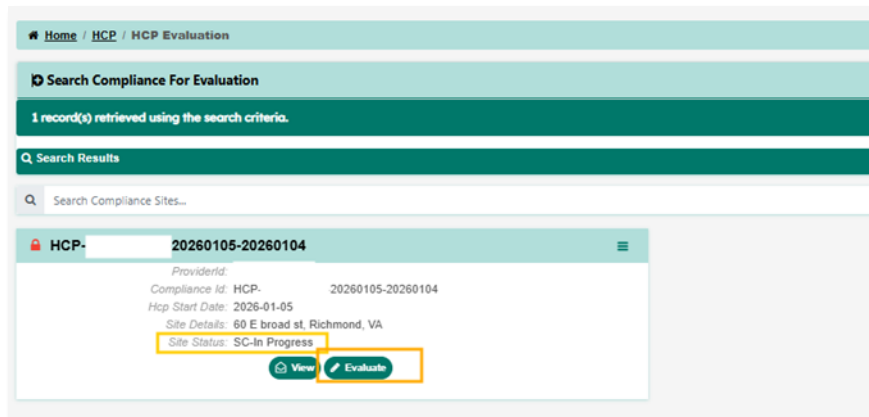 Home / HCP / HCP Evaluation
Search Compliance For Evaluation
1 record(s) retrieved using the search criteria.
Search Results
Search Compliance Sites...
HCP- 20260105-20260104
ProviderId:
Compliance Id: HCP- 20260105-20260104
Hcp Start Date: 2026-01-05
Site Details: 60 E broad st, Richmond, VA
Site Status: SC-In Progress
View Evaluate